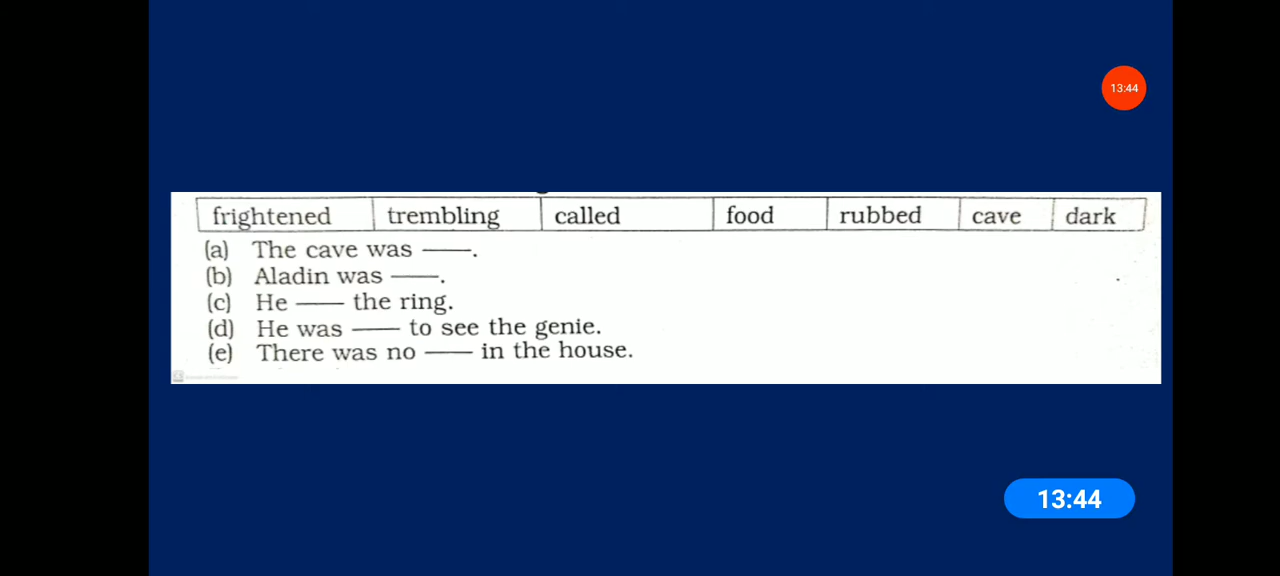 13:44
frightened trembling called food rubbed cave dark
(a) The cave was ——.
(b) Aladin was ——.
(c) He —— the ring.
(d) He was —— to see the genie.
(e) There was no —— in the house.
13:44